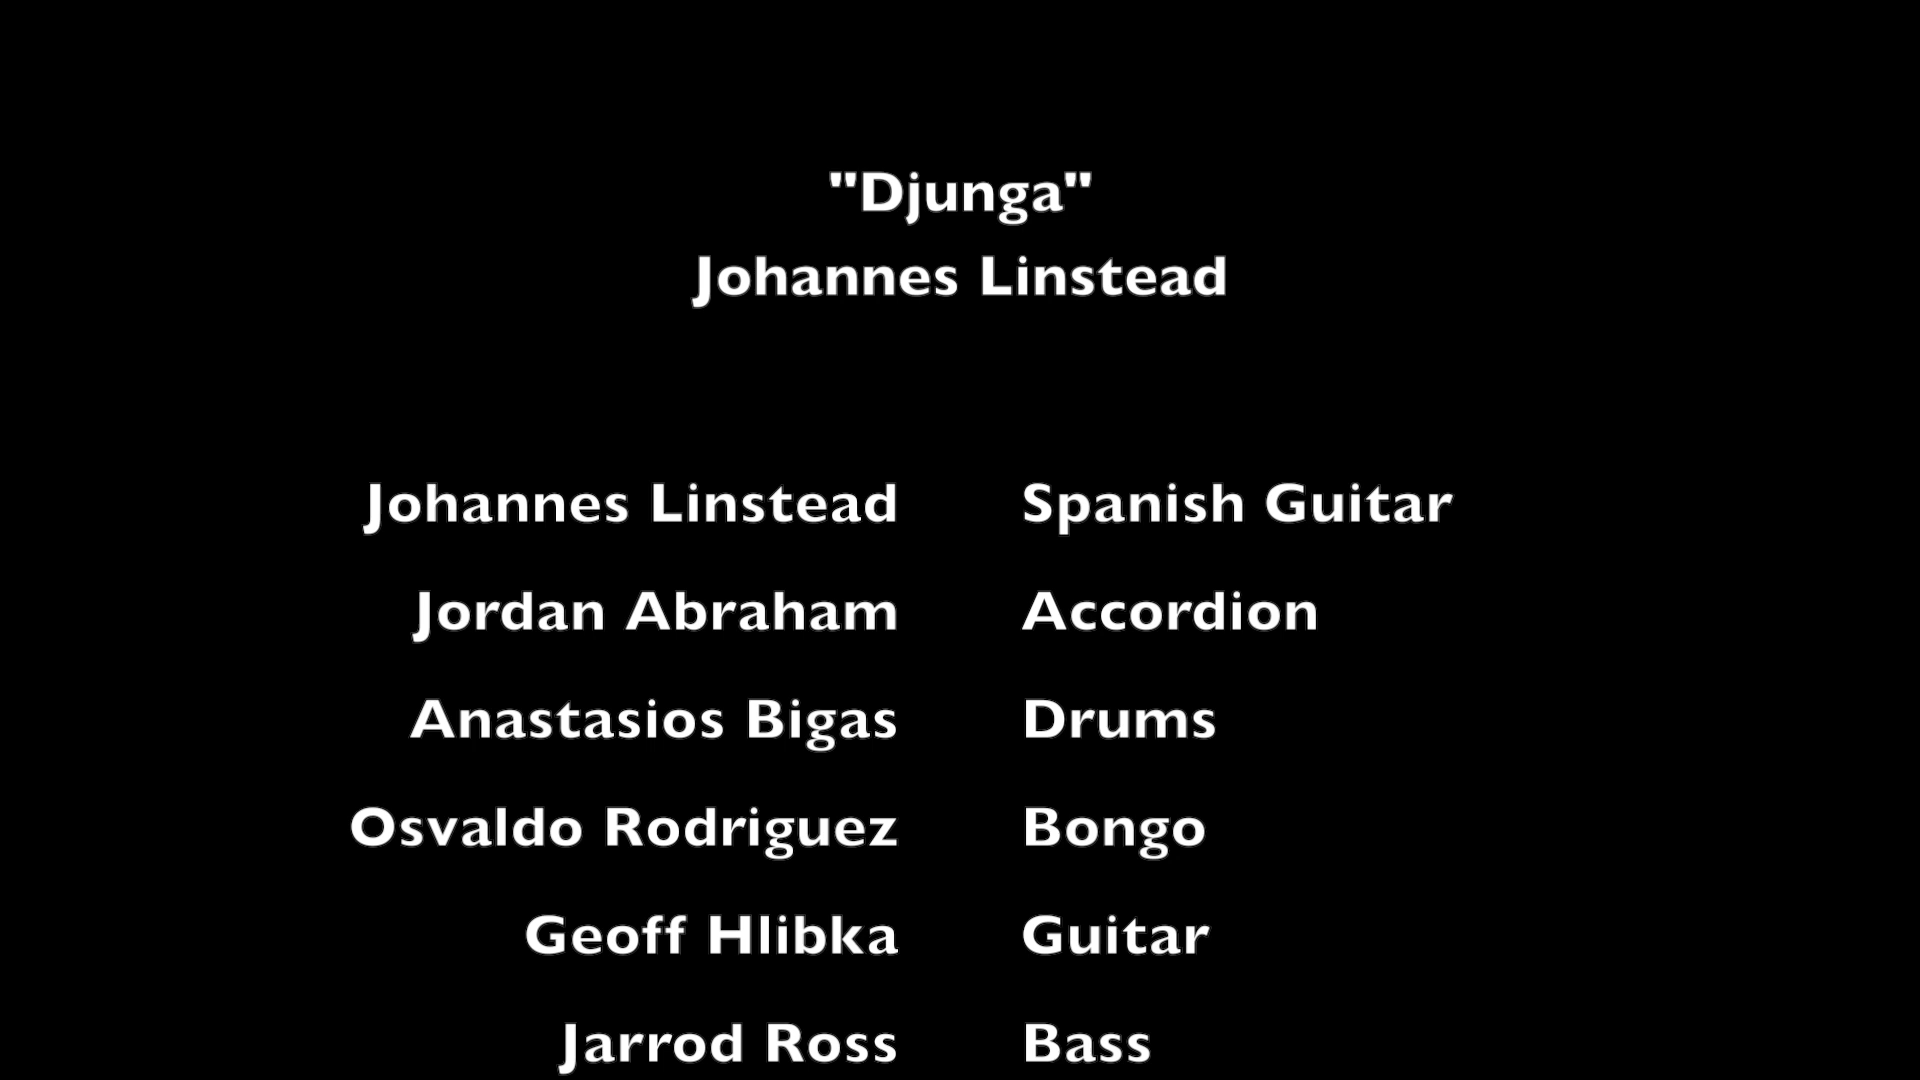 "Djunga"
Johannes Linstead
Johannes Linstead Spanish Guitar
Jordan Abraham Accordion
Anastasios Bigas Drums
Osvaldo Rodriguez Bongo
Geoff Hlibka Guitar
Jarrod Ross Bass